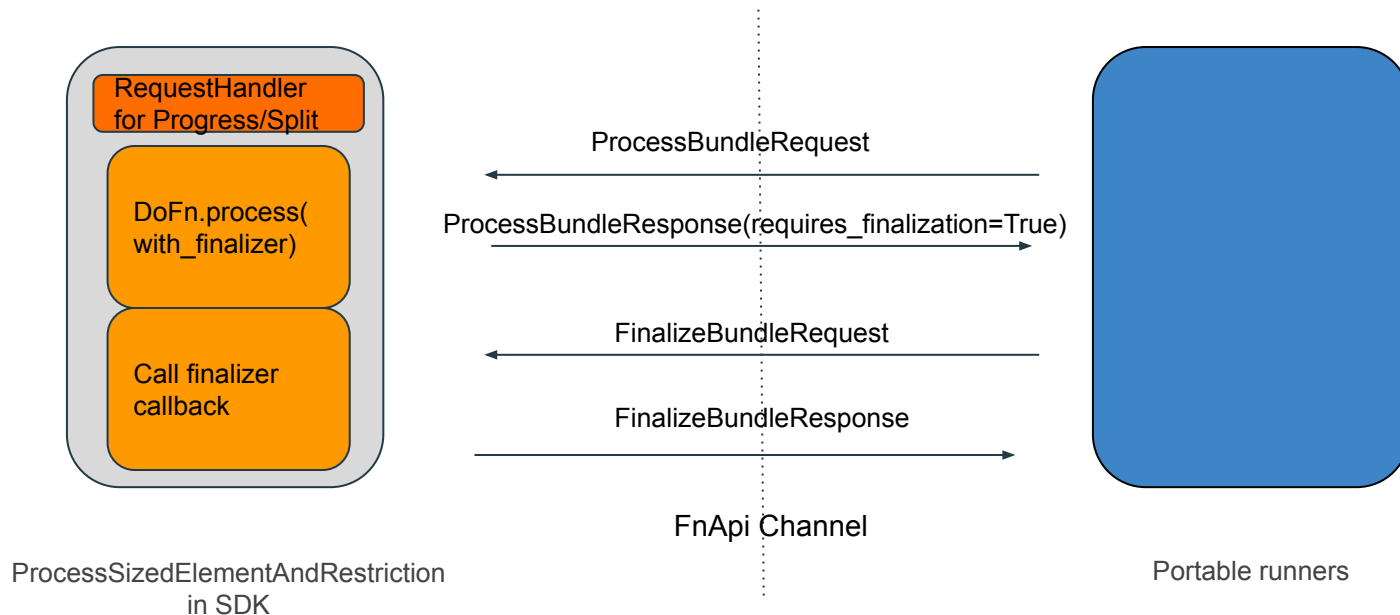 RequestHandler
for Progress/Split
DoFn.process(
with_finalizer)
Call finalizer
callback
ProcessSizedElementAndRestriction
in SDK
ProcessBundleRequest
ProcessBundleResponse(requires_finalization=True)
FinalizeBundleRequest
FinalizeBundleResponse
FnApi Channel
Portable runners